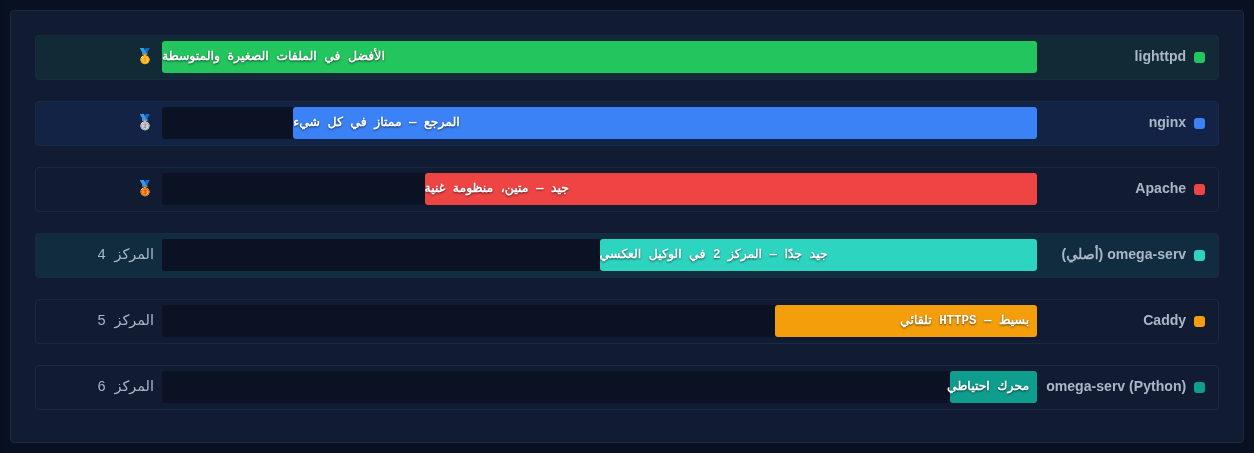 lighttpd الأفضل في الملفات الصغيرة والمتوسطة 🥇
nginx المرجع — ممتاز في كل شيء 🥈
Apache جيد — متين، منظومة غنية 🥉
omega-serv (أصلي) جيد جدًا — المركز 2 في الوكيل العكسي المركز 4
Caddy بسيط — HTTPS تلقائي المركز 5
omega-serv (Python) محرك احتياطي المركز 6